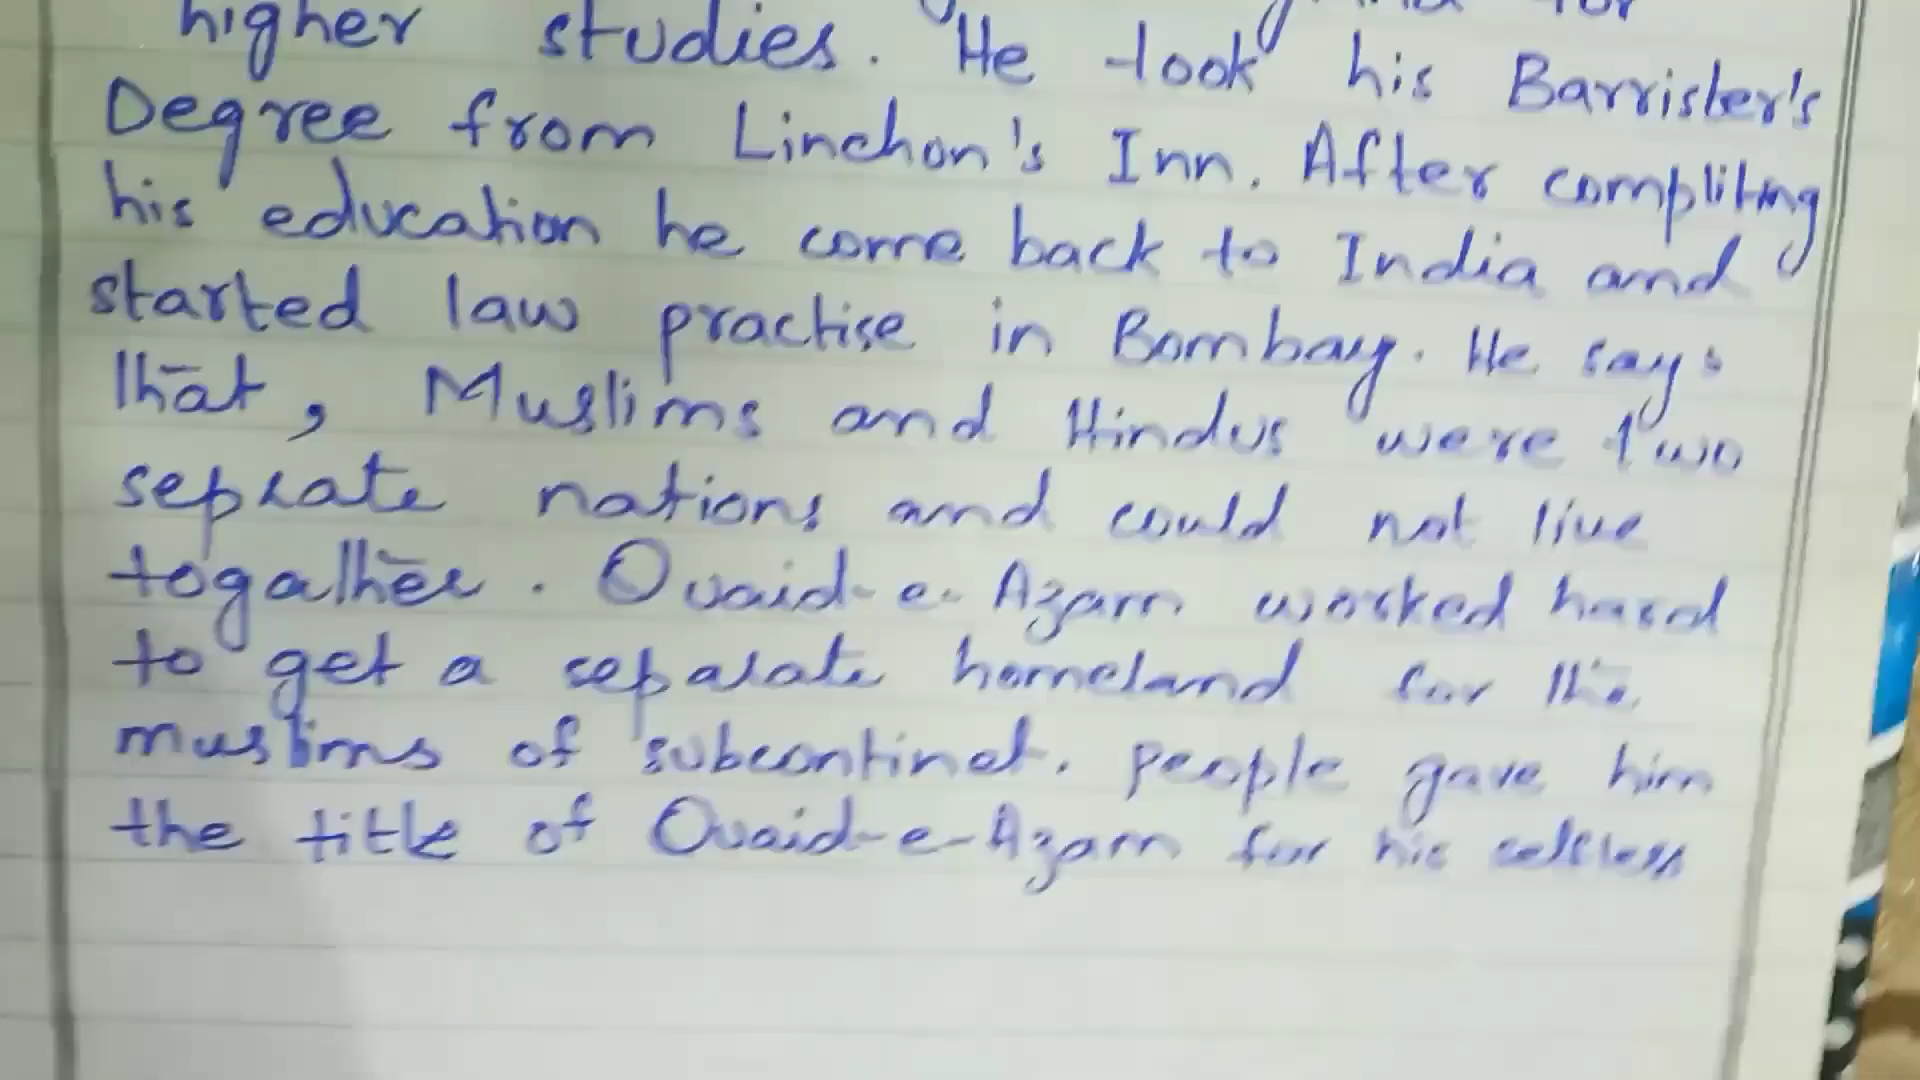 for
higher studies. He took his Barrister's
Degree from Linchon's Inn. After compliting
his education he come back to India and
started law practise in Bombay. He says
that, Muslims and Hindus were two
seprate nations and could not live
togather. Quaid-e-Azam worked hard
to get a separate homeland for the
muslims of subcontinet. People gave him
the title of Quaid-e-Azam for his selfless